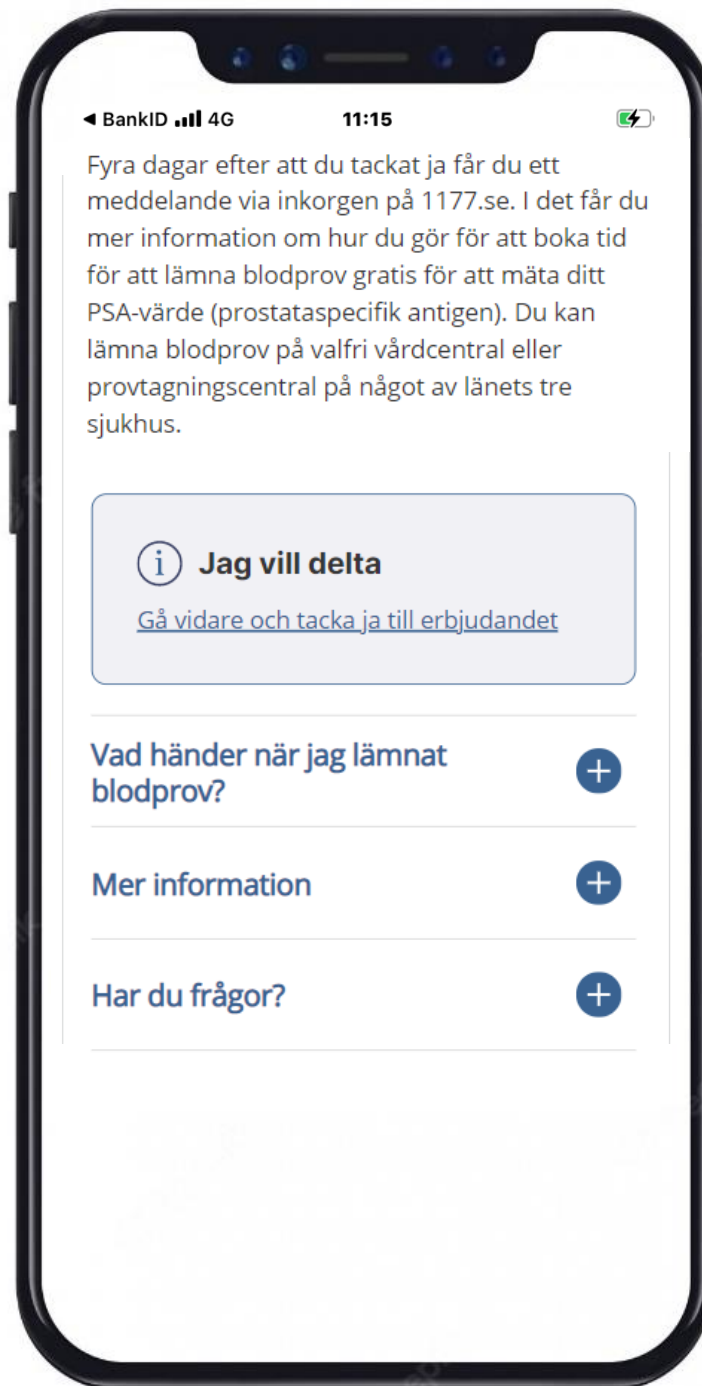 ◀ BankID 4G 11:15
Fyra dagar efter att du tackat ja får du ett
meddelande via inkorgen på 1177.se. I det får du
mer information om hur du gör för att boka tid
för att lämna blodprov gratis för att mäta ditt
PSA-värde (prostataspecifik antigen). Du kan
lämna blodprov på valfri vårdcentral eller
provtagningscentral på något av länets tre
sjukhus.
i Jag vill delta
Gå vidare och tacka ja till erbjudandet
Vad händer när jag lämnat
blodprov?
Mer information
Har du frågor?